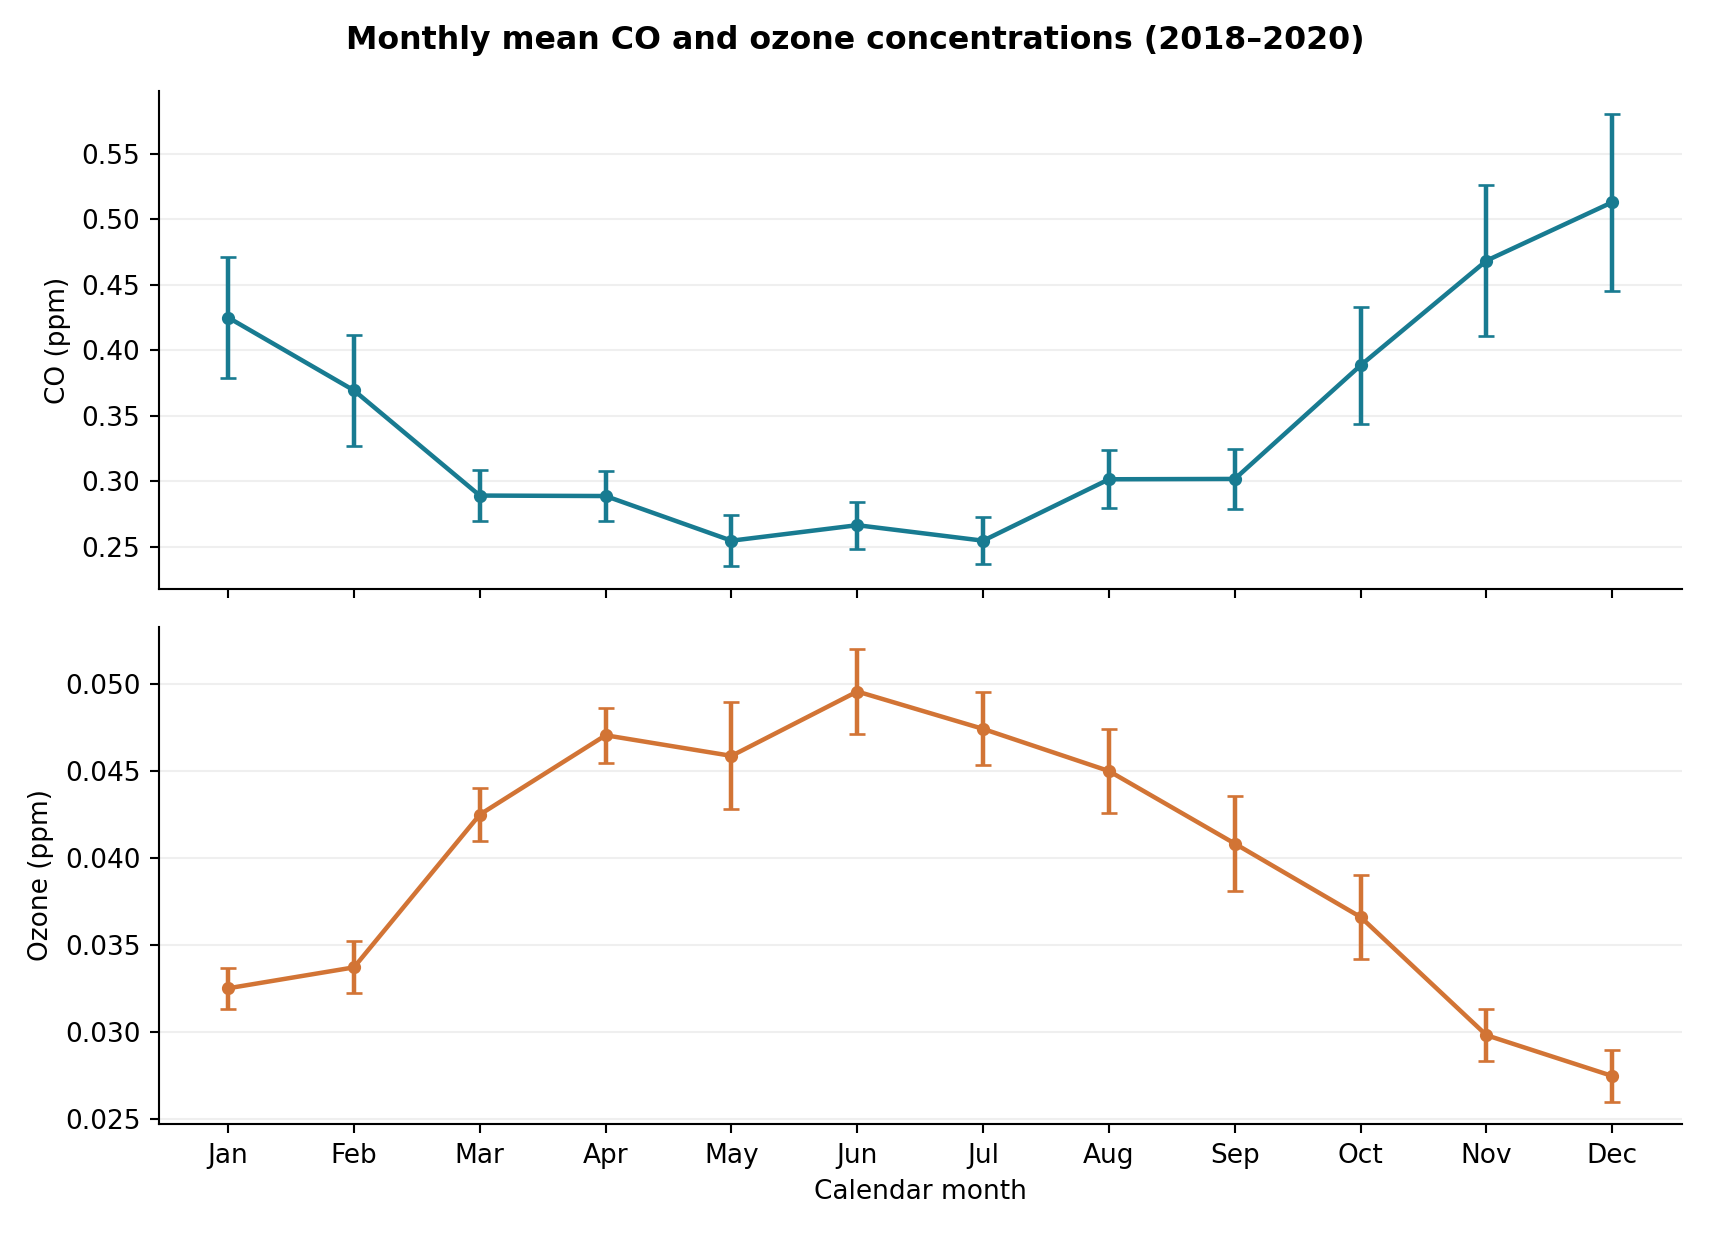 Monthly mean CO and ozone concentrations (2018–2020)
CO (ppm)
0.55
0.50
0.45
0.40
0.35
0.30
0.25
Ozone (ppm)
0.050
0.045
0.040
0.035
0.030
0.025
Jan Feb Mar Apr May Jun Jul Aug Sep Oct Nov Dec
Calendar month